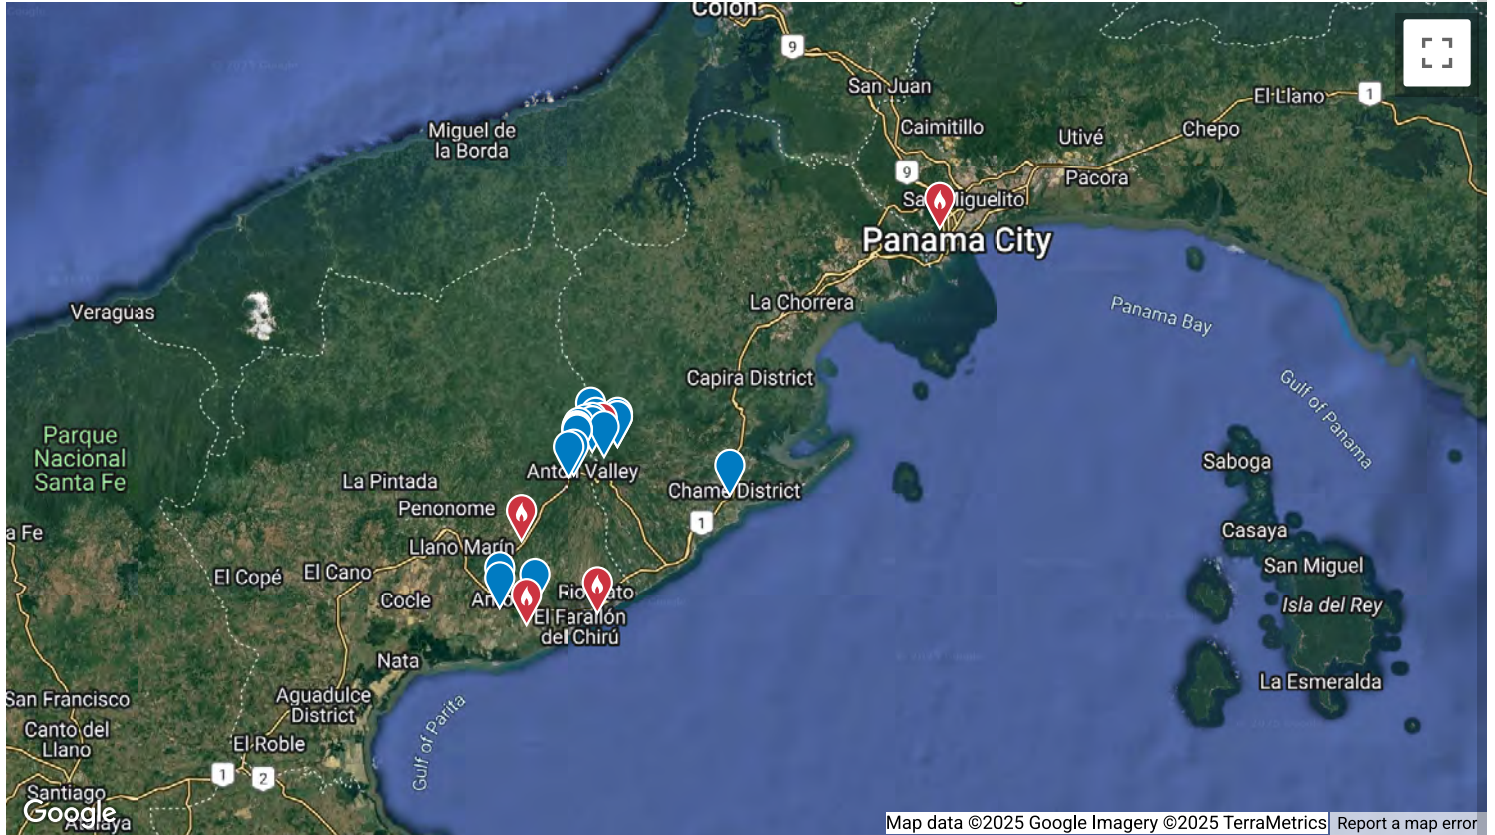 Colón
9
San Juan
El Llano
1
Miguel de
la Borda
Caimitillo
Utivé
Chepo
9
Pacora
San Miguelito
Panama City
La Chorrera
Panama Bay
Veraguas
Capira District
Gulf of Panama
Parque
Nacional
Santa Fe
Anton Valley
Saboga
La Pintada
Chame District
Penonome
1
Casaya
a Fe
Llano Marín
San Miguel
El Copé
El Cano
Cocle
Isla del Rey
El Farallón
del Chirú
Nata
La Esmeralda
San Francisco
Aguadulce
District
Gulf of Parita
Canto del
Llano
El Roble
1
2
Santiago
Google
Map data ©2025 Google Imagery ©2025 TerraMetrics
Report a map error